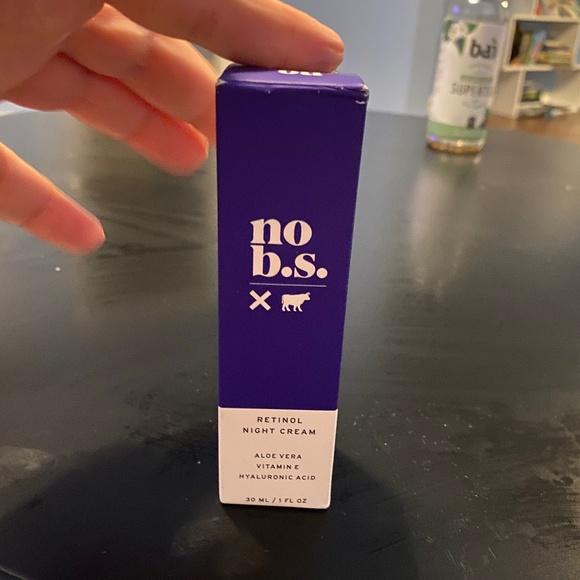 no
b.s.
RETINOL
NIGHT CREAM
ALOE VERA
VITAMIN E
HYALURONIC ACID
30 ML / 1 FL OZ
bai